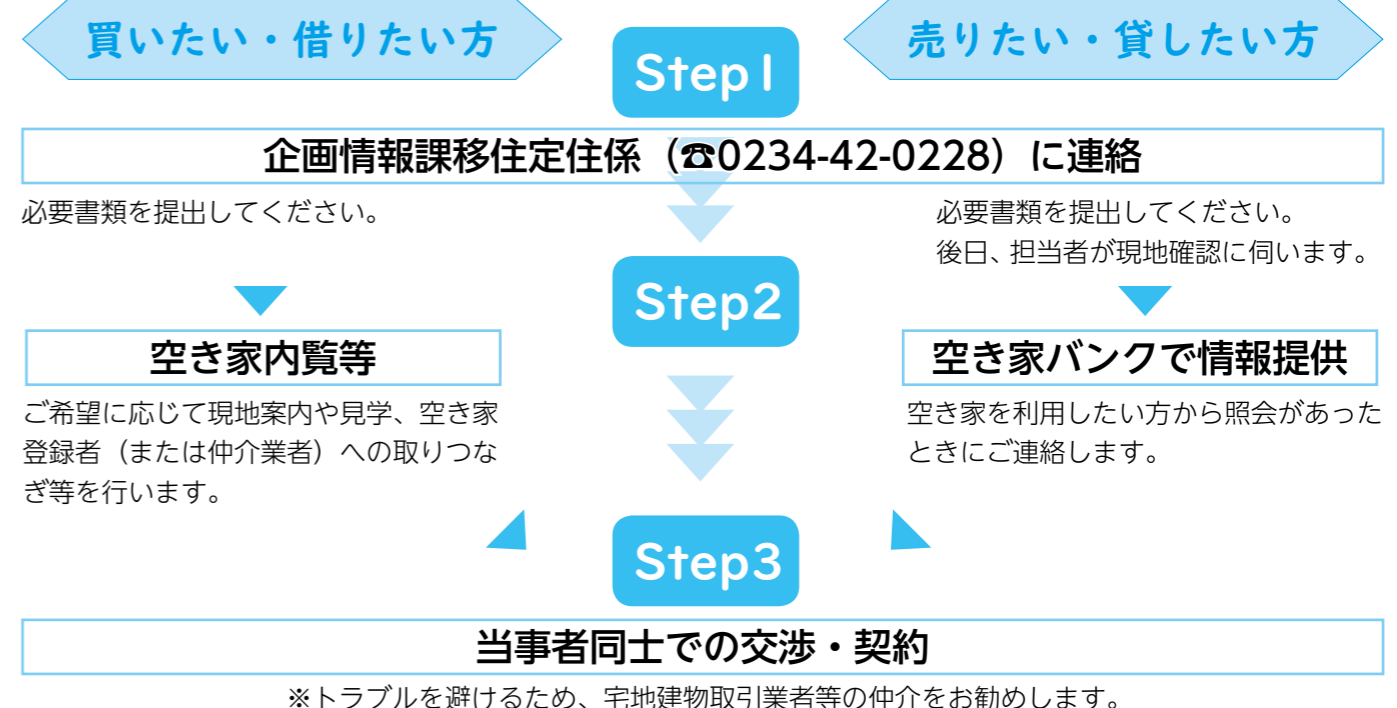 買いたい・借りたい方
売りたい・貸したい方
Step1
企画情報課移住定住係（☎0234-42-0228）に連絡
必要書類を提出してください。
必要書類を提出してください。
後日、担当者が現地確認に伺います。
Step2
空き家内覧等
ご希望に応じて現地案内や見学、空き家
登録者（または仲介業者）への取りつな
ぎ等を行います。
空き家バンクで情報提供
空き家を利用したい方から照会があった
ときにご連絡します。
Step3
当事者同士での交渉・契約
※トラブルを避けるため、宅地建物取引業者等の仲介をお勧めします。